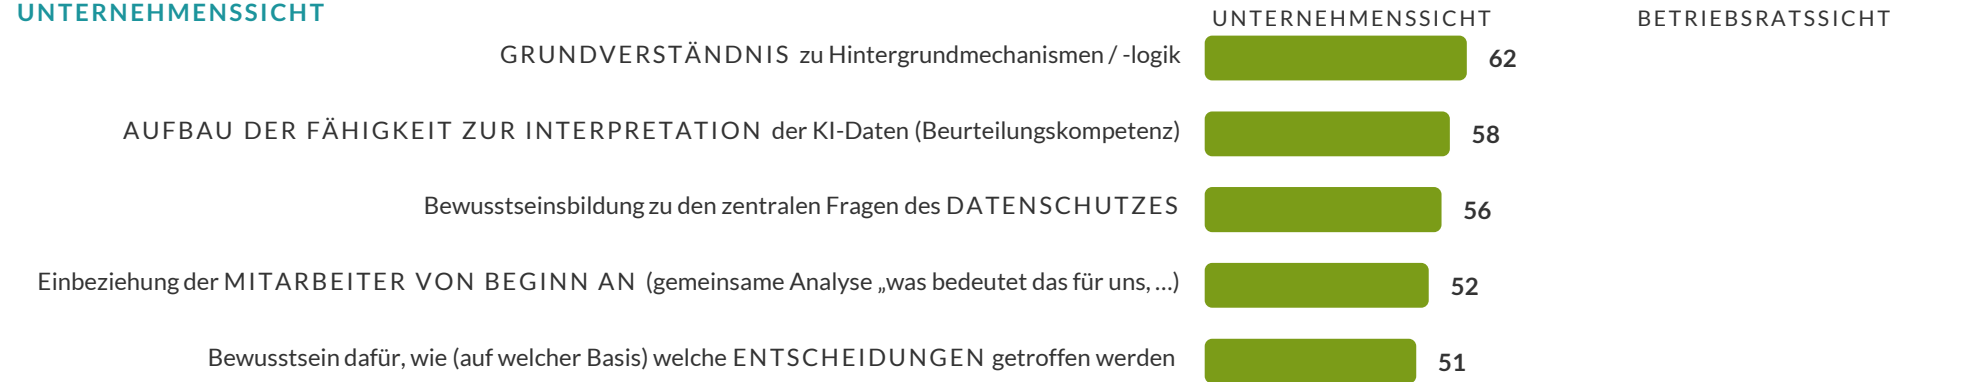 UNTERNEHMENSSICHT
UNTERNEHMENSSICHT BETRIEBSRATSSICHT
GRUNDVERSTÄNDNIS zu Hintergrundmechanismen / -logik 62
AUFBAU DER FÄHIGKEIT ZUR INTERPRETATION der KI-Daten (Beurteilungskompetenz) 58
Bewusstseinsbildung zu den zentralen Fragen des DATENSCHUTZES 56
Einbeziehung der MITARBEITER VON BEGINN AN (gemeinsame Analyse „was bedeutet das für uns, ...) 52
Bewusstsein dafür, wie (auf welcher Basis) welche ENTSCHEIDUNGEN getroffen werden 51